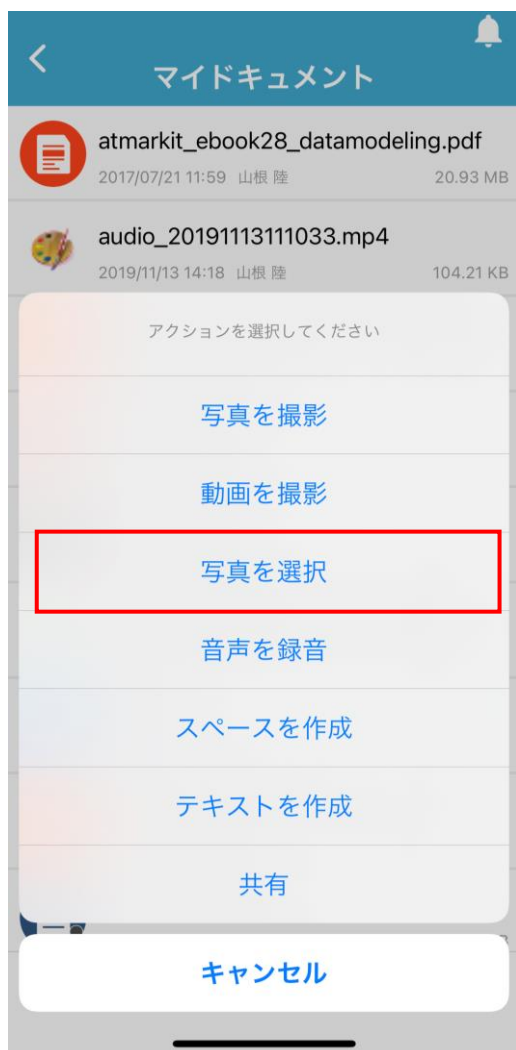 マイドキュメント
atmarkit_ebook28_datamodeling.pdf
2017/07/21 11:59 山根 陸 20.93 MB
audio_20191113111033.mp4
2019/11/13 14:18 山根 陸 104.21 KB
アクションを選択してください
写真を撮影
動画を撮影
写真を選択
音声を録音
スペースを作成
テキストを作成
共有
キャンセル